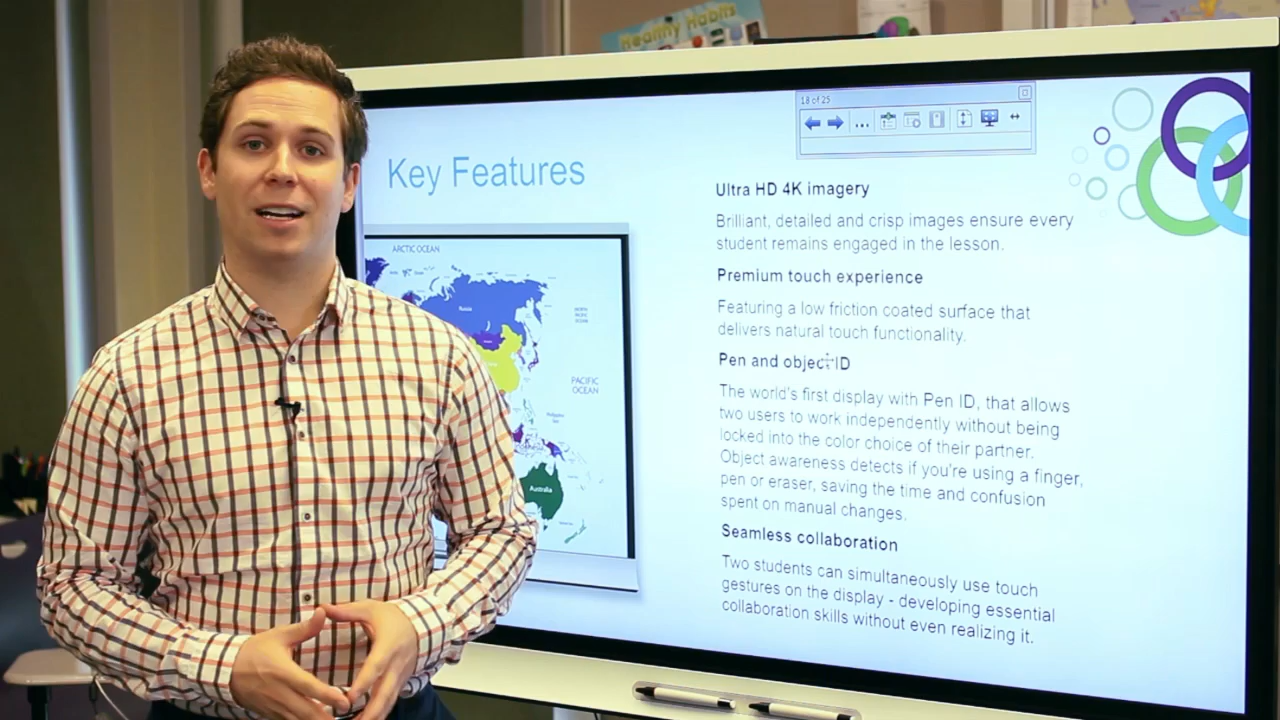 Healthy Habits
18 of 25
Key Features
Ultra HD 4K imagery
Brilliant, detailed and crisp images ensure every
student remains engaged in the lesson.
Premium touch experience
Featuring a low friction coated surface that
delivers natural touch functionality.
Pen and object ID
The world's first display with Pen ID, that allows
two users to work independently without being
locked into the color choice of their partner.
Object awareness detects if you're using a finger,
pen or eraser, saving the time and confusion
spent on manual changes.
Seamless collaboration
Two students can simultaneously use touch
gestures on the display - developing essential
collaboration skills without even realizing it.
ARCTIC OCEAN
Russia
NORTH
PACIFIC
OCEAN
PACIFIC
OCEAN
Australia